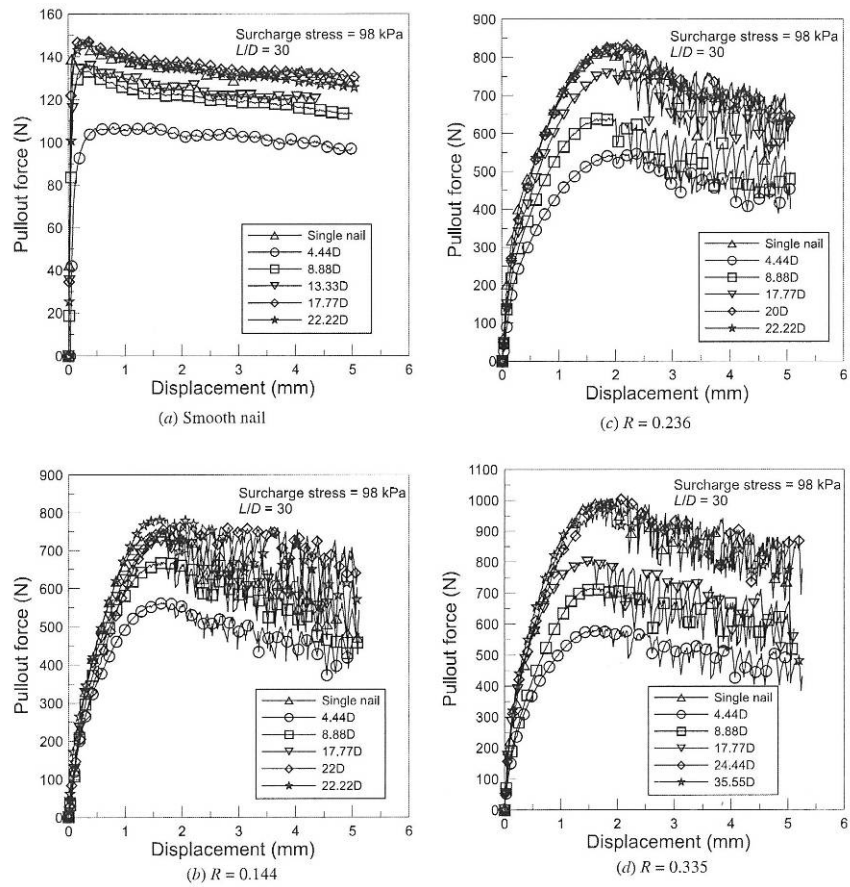 160
140
120
100
80
60
40
20
0
Pullout force (N)
Surcharge stress = 98 kPa
L/D = 30
Single nail
4.44D
8.88D
13.33D
17.77D
22.22D
0 1 2 3 4 5 6
Displacement (mm)
(a) Smooth nail
900
800
700
600
500
400
300
200
100
0
Pullout force (N)
Surcharge stress = 98 kPa
L/D = 30
Single nail
4.44D
8.88D
17.77D
20D
22.22D
0 1 2 3 4 5 6
Displacement (mm)
(c) R = 0.236
900
800
700
600
500
400
300
200
100
0
Pullout force (N)
Surcharge stress = 98 kPa
L/D = 30
Single nail
4.44D
8.88D
17.77D
22D
22.22D
0 1 2 3 4 5 6
Displacement (mm)
(b) R = 0.144
1100
1000
900
800
700
600
500
400
300
200
100
0
Pullout force (N)
Surcharge stress = 98 kPa
L/D = 30
Single nail
4.44D
8.88D
17.77D
24.44D
35.55D
0 1 2 3 4 5 6
Displacement (mm)
(d) R = 0.335